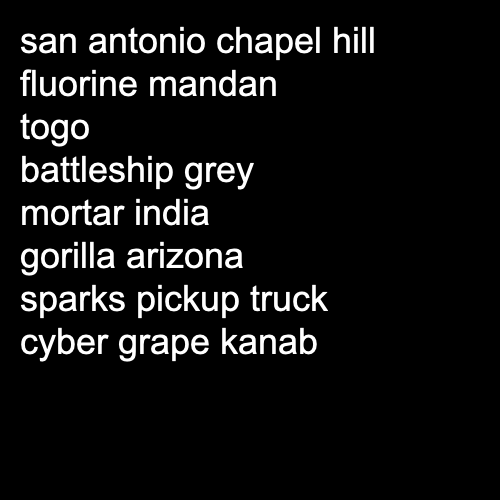 san antonio chapel hill
fluorine mandan
togo
battleship grey
mortar india
gorilla arizona
sparks pickup truck
cyber grape kanab